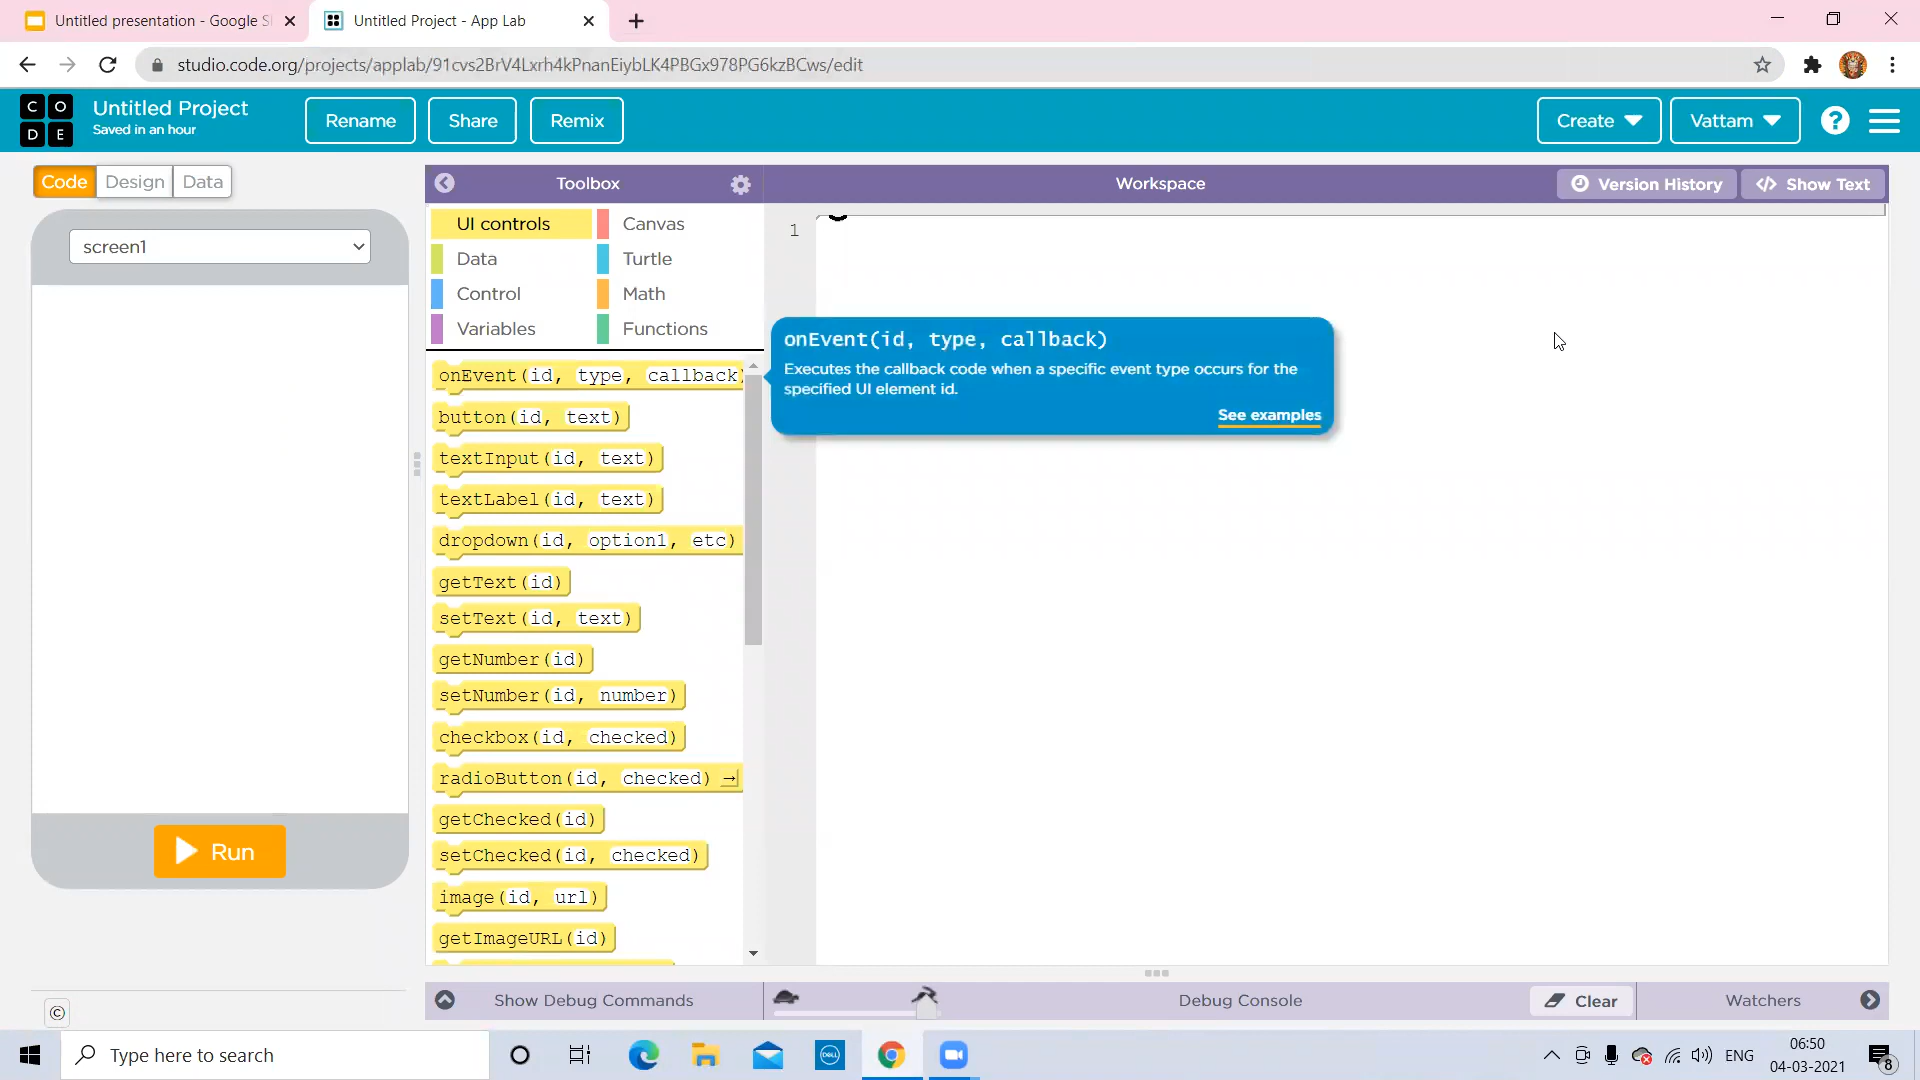 Untitled presentation - Google S
Untitled Project - App Lab
studio.code.org/projects/applab/91cvs2BrV4Lxrh4kPnanEiybLK4PBGx978PG6kzBCws/edit
C O
D E
Untitled Project
Saved in an hour
Rename
Share
Remix
Create
Vattam
?
Code
Design
Data
Toolbox
Workspace
Version History
Show Text
screen1
UI controls
Canvas
Data
Turtle
Control
Math
Variables
Functions
1
onEvent(id, type, callback)
Executes the callback code when a specific event type occurs for the
specified UI element id.
See examples
onEvent(id, type, callback)
button(id, text)
textInput(id, text)
textLabel(id, text)
dropdown(id, option1, etc)
getText(id)
setText(id, text)
getNumber(id)
setNumber(id, number)
checkbox(id, checked)
radioButton(id, checked)
getChecked(id)
setChecked(id, checked)
image(id, url)
getImageURL(id)
Run
©
Show Debug Commands
Debug Console
Clear
Watchers
Type here to search
DELL
ENG
06:50
04-03-2021
8